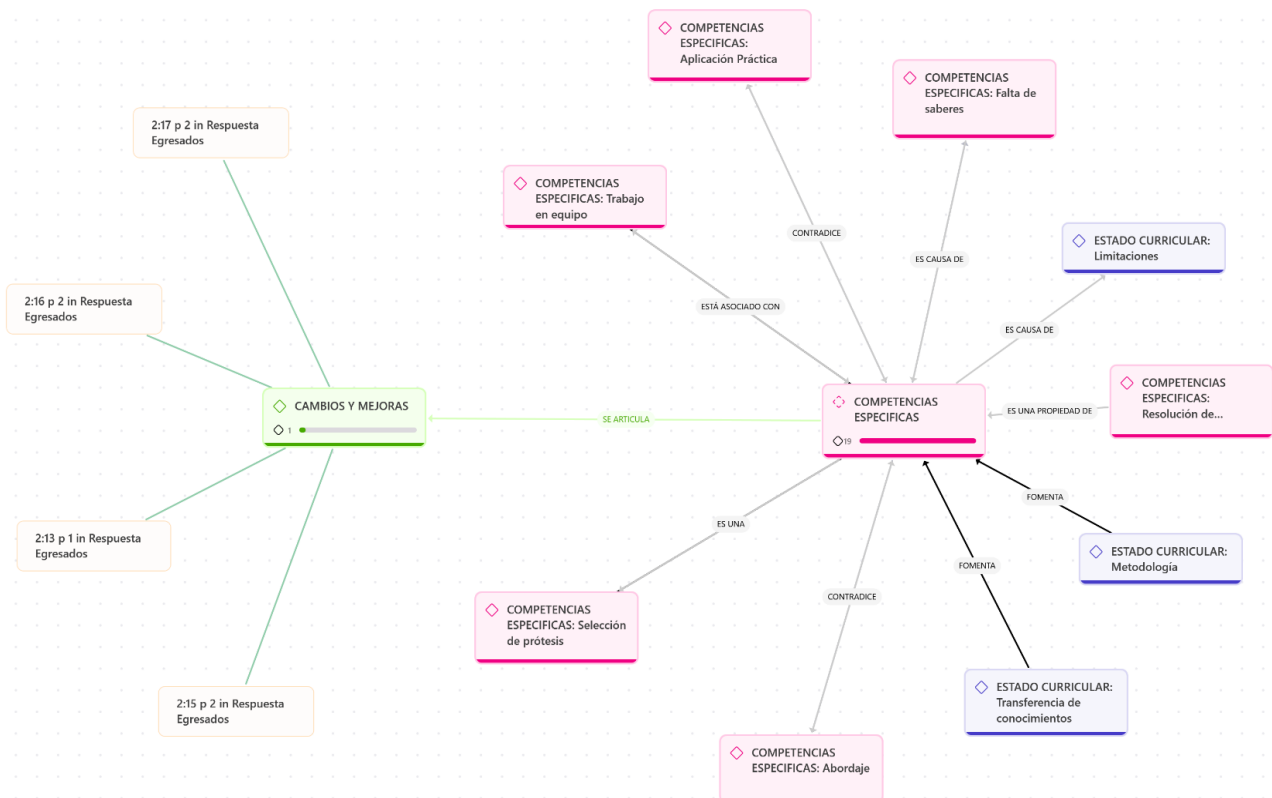 COMPETENCIAS
ESPECIFICAS:
Aplicación Práctica
COMPETENCIAS
ESPECIFICAS: Falta de
saberes
2:17 p 2 in Respuesta
Egresados
COMPETENCIAS
ESPECIFICAS: Trabajo
en equipo
CONTRADICE
ES CAUSA DE
ESTADO CURRICULAR:
Limitaciones
2:16 p 2 in Respuesta
Egresados
ESTÁ ASOCIADO CON
ES CAUSA DE
CAMBIOS Y MEJORAS
1
SE ARTICULA
COMPETENCIAS
ESPECIFICAS
19
ES UNA PROPIEDAD DE
COMPETENCIAS
ESPECIFICAS:
Resolución de...
2:13 p 1 in Respuesta
Egresados
ES UNA
FOMENTA
ESTADO CURRICULAR:
Metodología
FOMENTA
CONTRADICE
COMPETENCIAS
ESPECIFICAS: Selección
de prótesis
2:15 p 2 in Respuesta
Egresados
ESTADO CURRICULAR:
Transferencia de
conocimientos
COMPETENCIAS
ESPECIFICAS: Abordaje